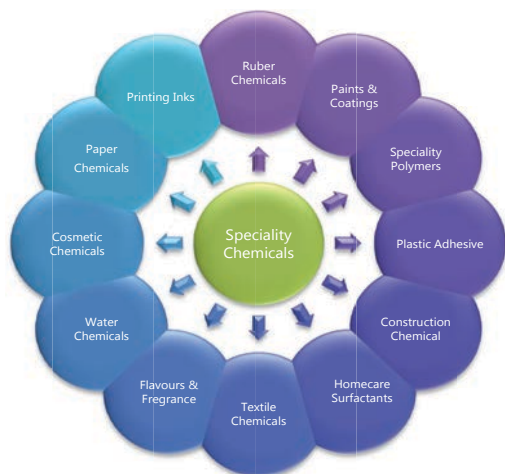 Ruber
Chemicals
Paints &
Coatings
Speciality
Polymers
Plastic Adhesive
Construction
Chemical
Homecare
Surfactants
Textile
Chemicals
Flavours &
Fregrance
Water
Chemicals
Cosmetic
Chemicals
Paper
Chemicals
Printing Inks
Speciality
Chemicals